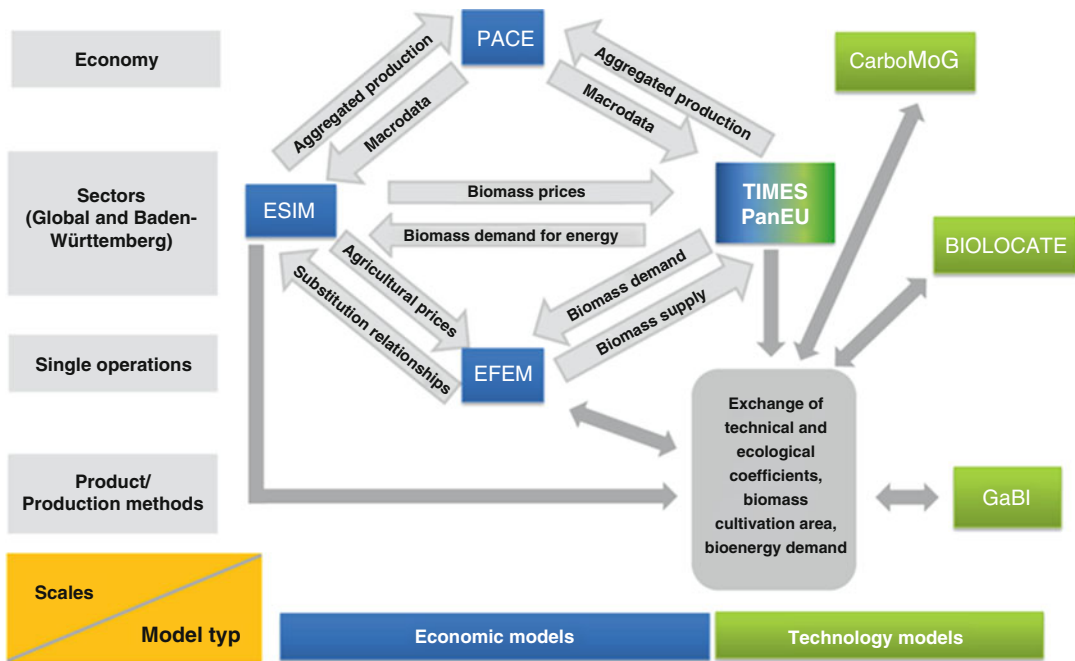 Economy
Sectors
(Global and Baden-
Württemberg)
Single operations
Product/
Production methods
Scales
Model typ
PACE
Aggregated production
Macrodata
Aggregated production
Macrodata
ESIM
Biomass prices
Biomass demand for energy
TIMES
PanEU
Agricultural prices
Substitution relationships
Biomass demand
Biomass supply
EFEM
CarboMoG
BIOLOCATE
GaBI
Exchange of
technical and
ecological
coefficients,
biomass
cultivation area,
bioenergy demand
Economic models
Technology models